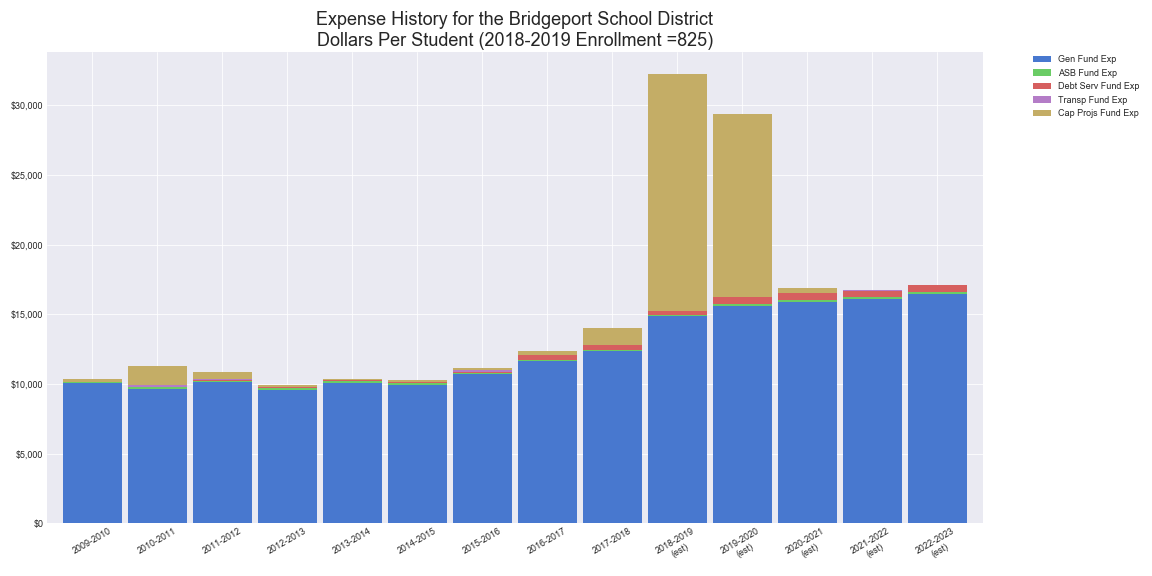 Expense History for the Bridgeport School District
Dollars Per Student (2018-2019 Enrollment =825)
Gen Fund Exp
ASB Fund Exp
Debt Serv Fund Exp
Transp Fund Exp
Cap Projs Fund Exp
$30,000
$25,000
$20,000
$15,000
$10,000
$5,000
$0
2009-2010
2010-2011
2011-2012
2012-2013
2013-2014
2014-2015
2015-2016
2016-2017
2017-2018
2018-2019
(est)
2019-2020
(est)
2020-2021
(est)
2021-2022
(est)
2022-2023
(est)